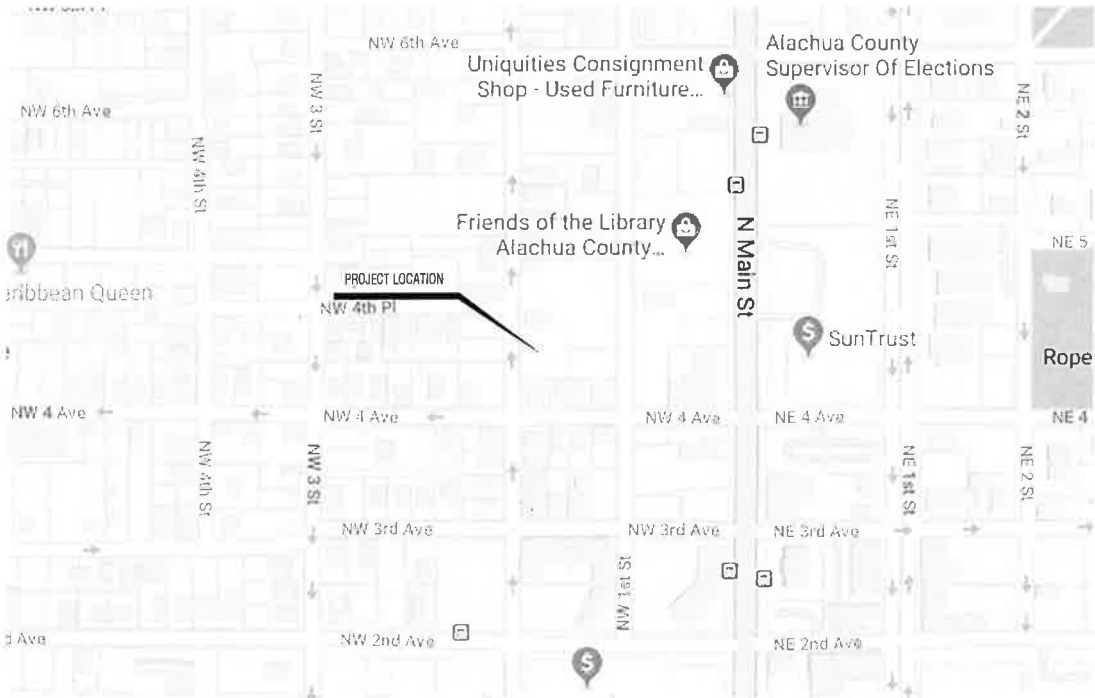 NW 6th Ave
Uniquities Consignment
Shop - Used Furniture...
Alachua County
Supervisor Of Elections
NW 6th Ave
NW 3 St
NE 2 St
NW 4th St
Friends of the Library
Alachua County...
N Main St
NE 1st St
NE 5
PROJECT LOCATION
aribbean Queen
NW 4th Pl
SunTrust
Rope
NW 4 Ave
NW 4 Ave
NW 4 Ave
NE 4 Ave
NE 4
NW 4th St
NW 3 St
NE 1st St
NE 2 St
NW 3rd Ave
NW 3rd Ave
NE 3rd Ave
NW 1st St
d Ave
NW 2nd Ave
NE 2nd Ave